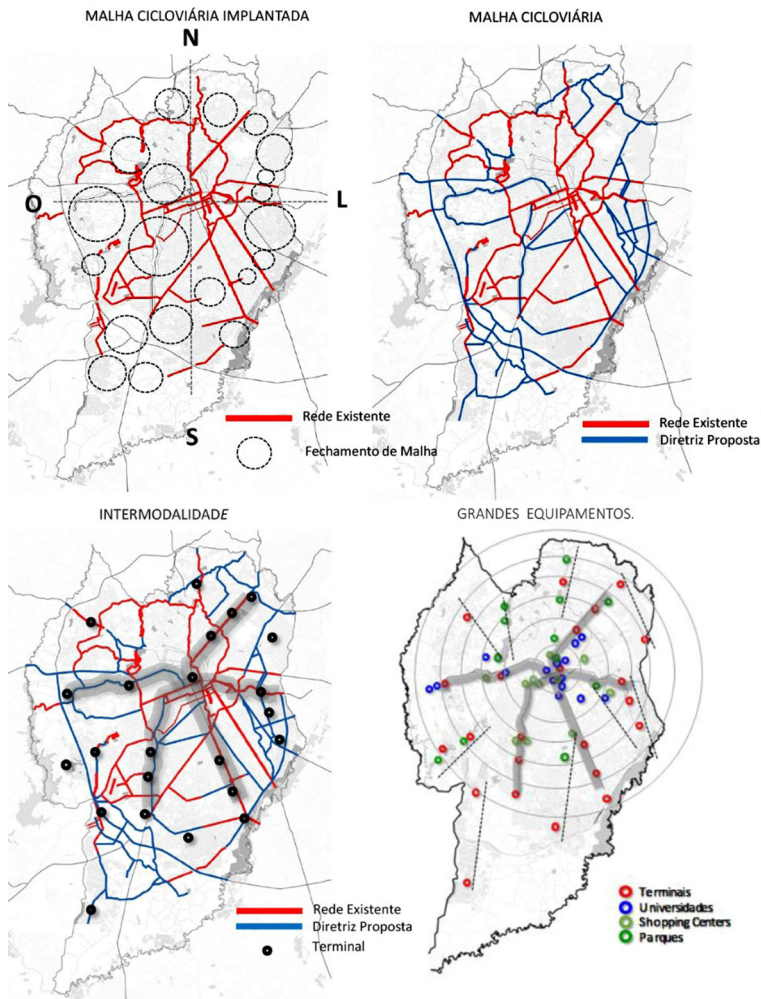 MALHA CICLOVIÁRIA IMPLANTADA
N
O
L
S
Rede Existente
Fechamento de Malha
MALHA CICLOVIÁRIA
Rede Existente
Diretriz Proposta
INTERMODALIDADE
Rede Existente
Diretriz Proposta
Terminal
GRANDES EQUIPAMENTOS.
Terminais
Universidades
Shopping Centers
Parques